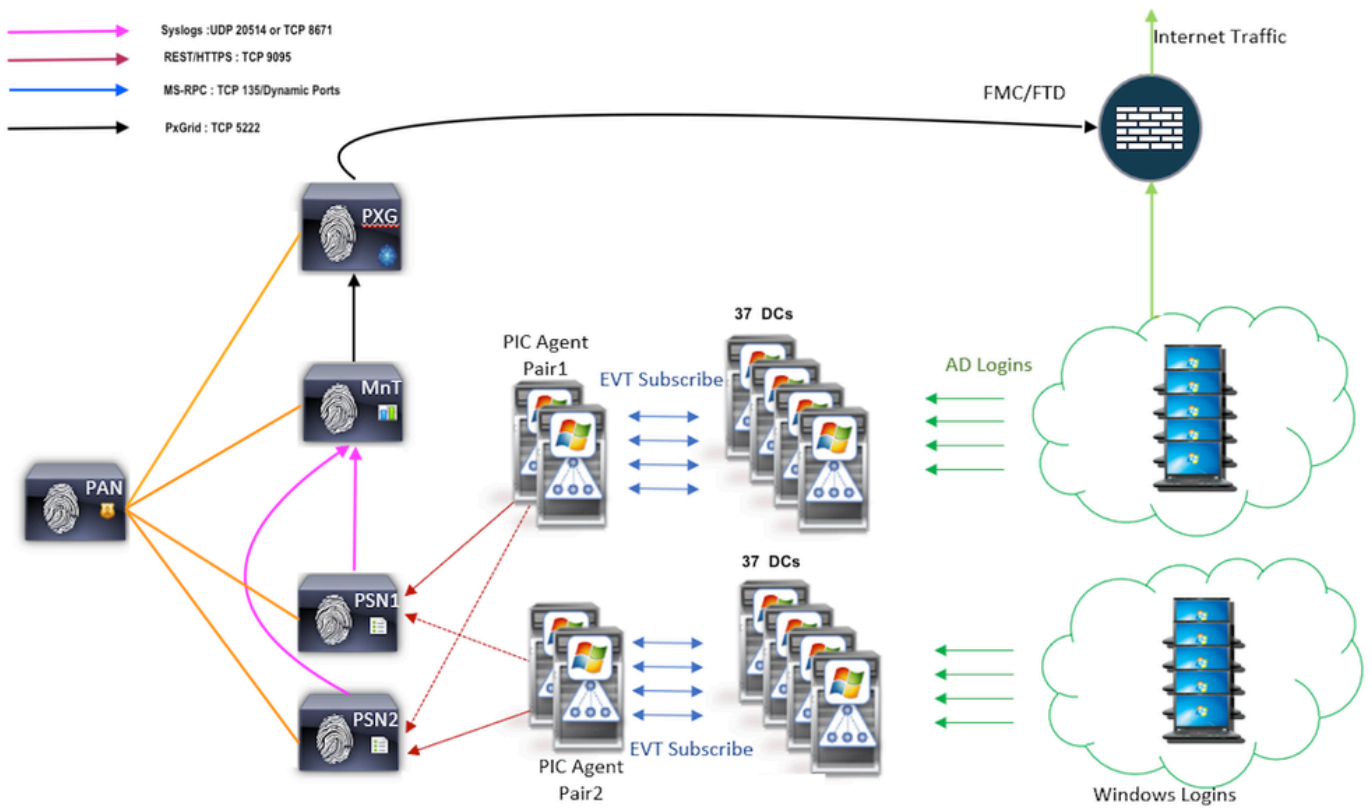 Syslogs :UDP 20514 or TCP 8671
REST/HTTPS : TCP 9095
MS-RPC : TCP 135/Dynamic Ports
PxGrid : TCP 5222
Internet Traffic
FMC/FTD
PXG
37 DCs
PIC Agent
Pair1
EVT Subscribe
AD Logins
MnT
PAN
37 DCs
PSN1
PSN2
EVT Subscribe
PIC Agent
Pair2
Windows Logins